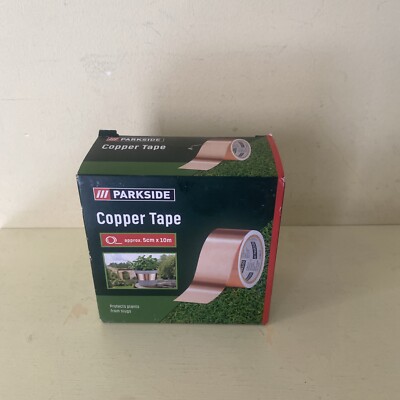 /// PARKSIDE
Copper Tape
/// PARKSIDE
Copper Tape
approx. 5cm x 10m
Protects plants
from slugs